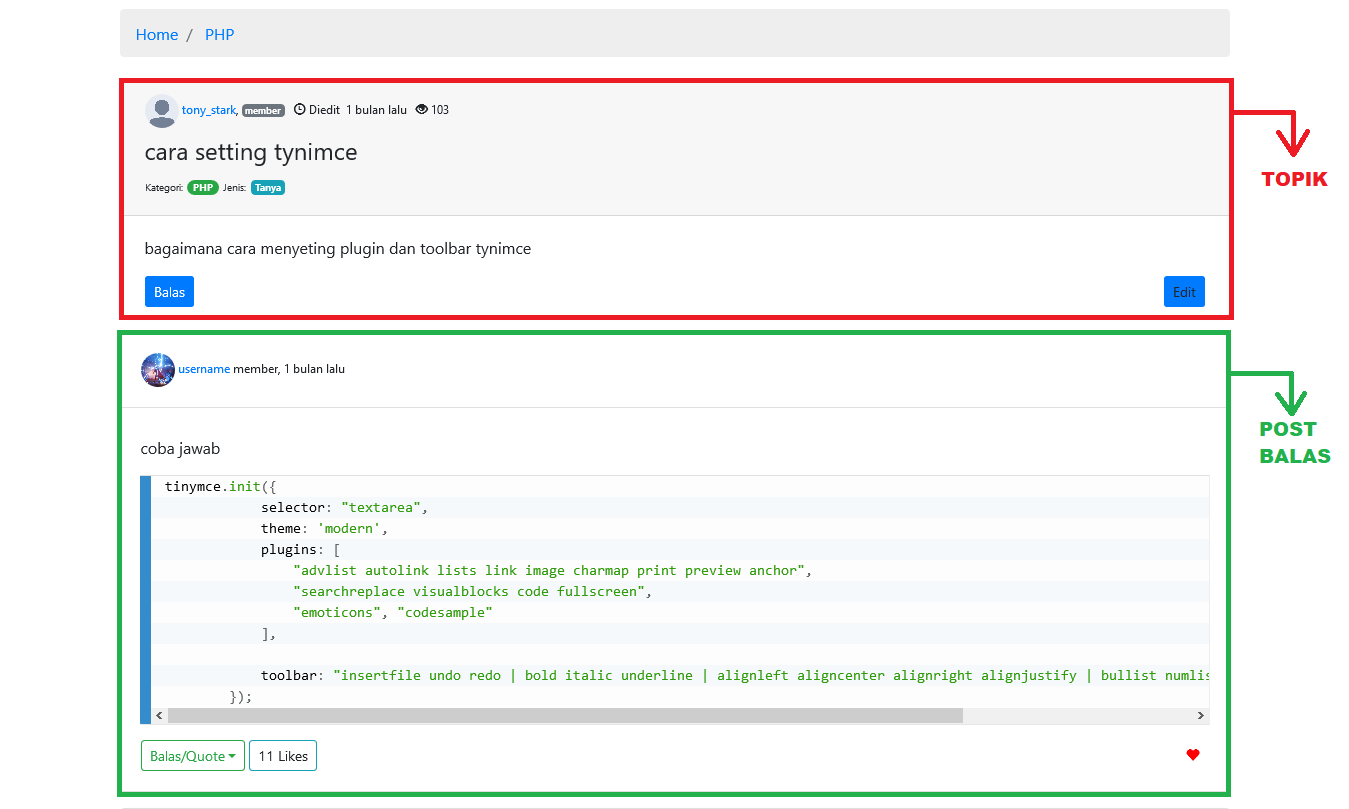 Home / PHP
tony_stark, member Diedit 1 bulan lalu 103
cara setting tynimce
Kategori: PHP Jenis: Tanya
TOPIK
bagaimana cara menyeting plugin dan toolbar tynimce
Balas Edit
username member, 1 bulan lalu
POST
BALAS
coba jawab
tinymce.init({
selector: "textarea",
theme: 'modern',
plugins: [
"advlist autolink lists link image charmap print preview anchor",
"searchreplace visualblocks code fullscreen",
"emoticons", "codesample"
],
toolbar: "insertfile undo redo | bold italic underline | alignleft aligncenter alignright alignjustify | bullist numlis
});
Balas/Quote 11 Likes